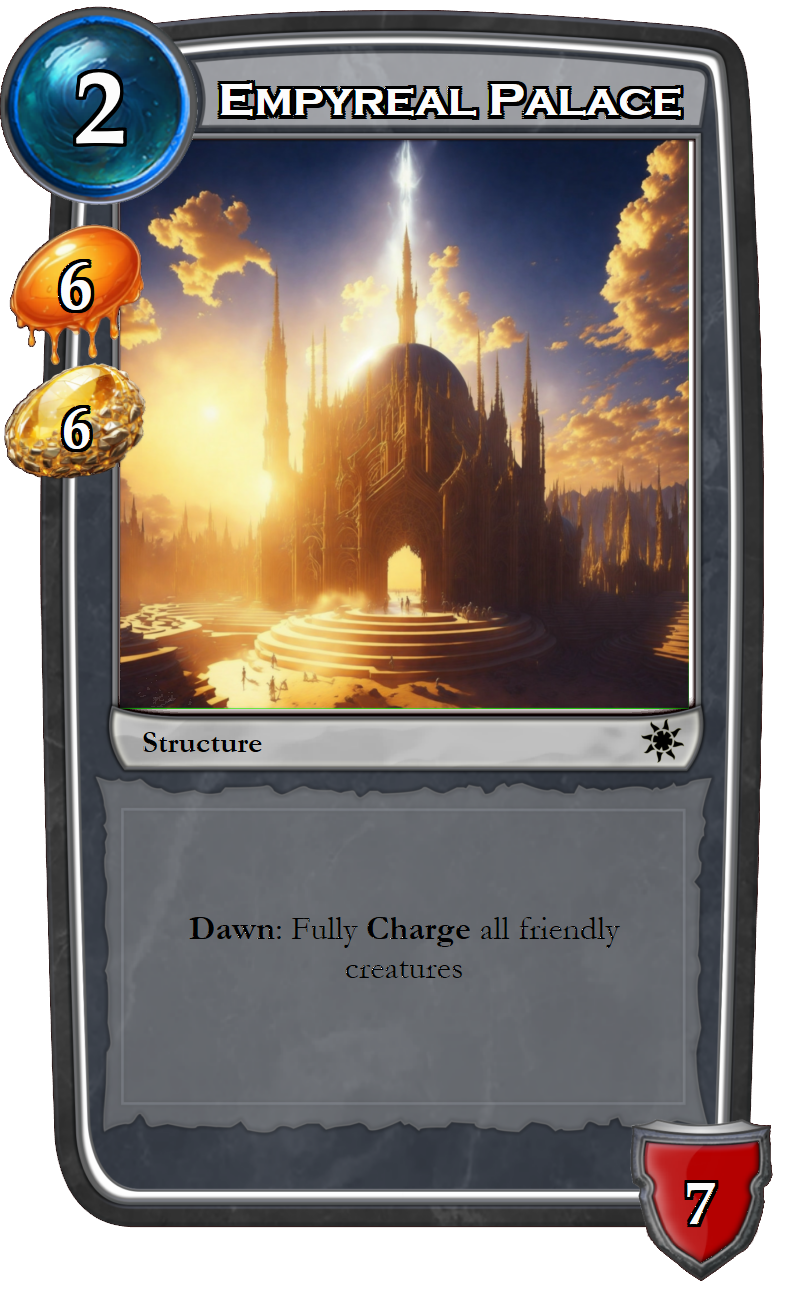 2
EMPYREAL PALACE
6
6
Structure
Dawn: Fully Charge all friendly
creatures
7